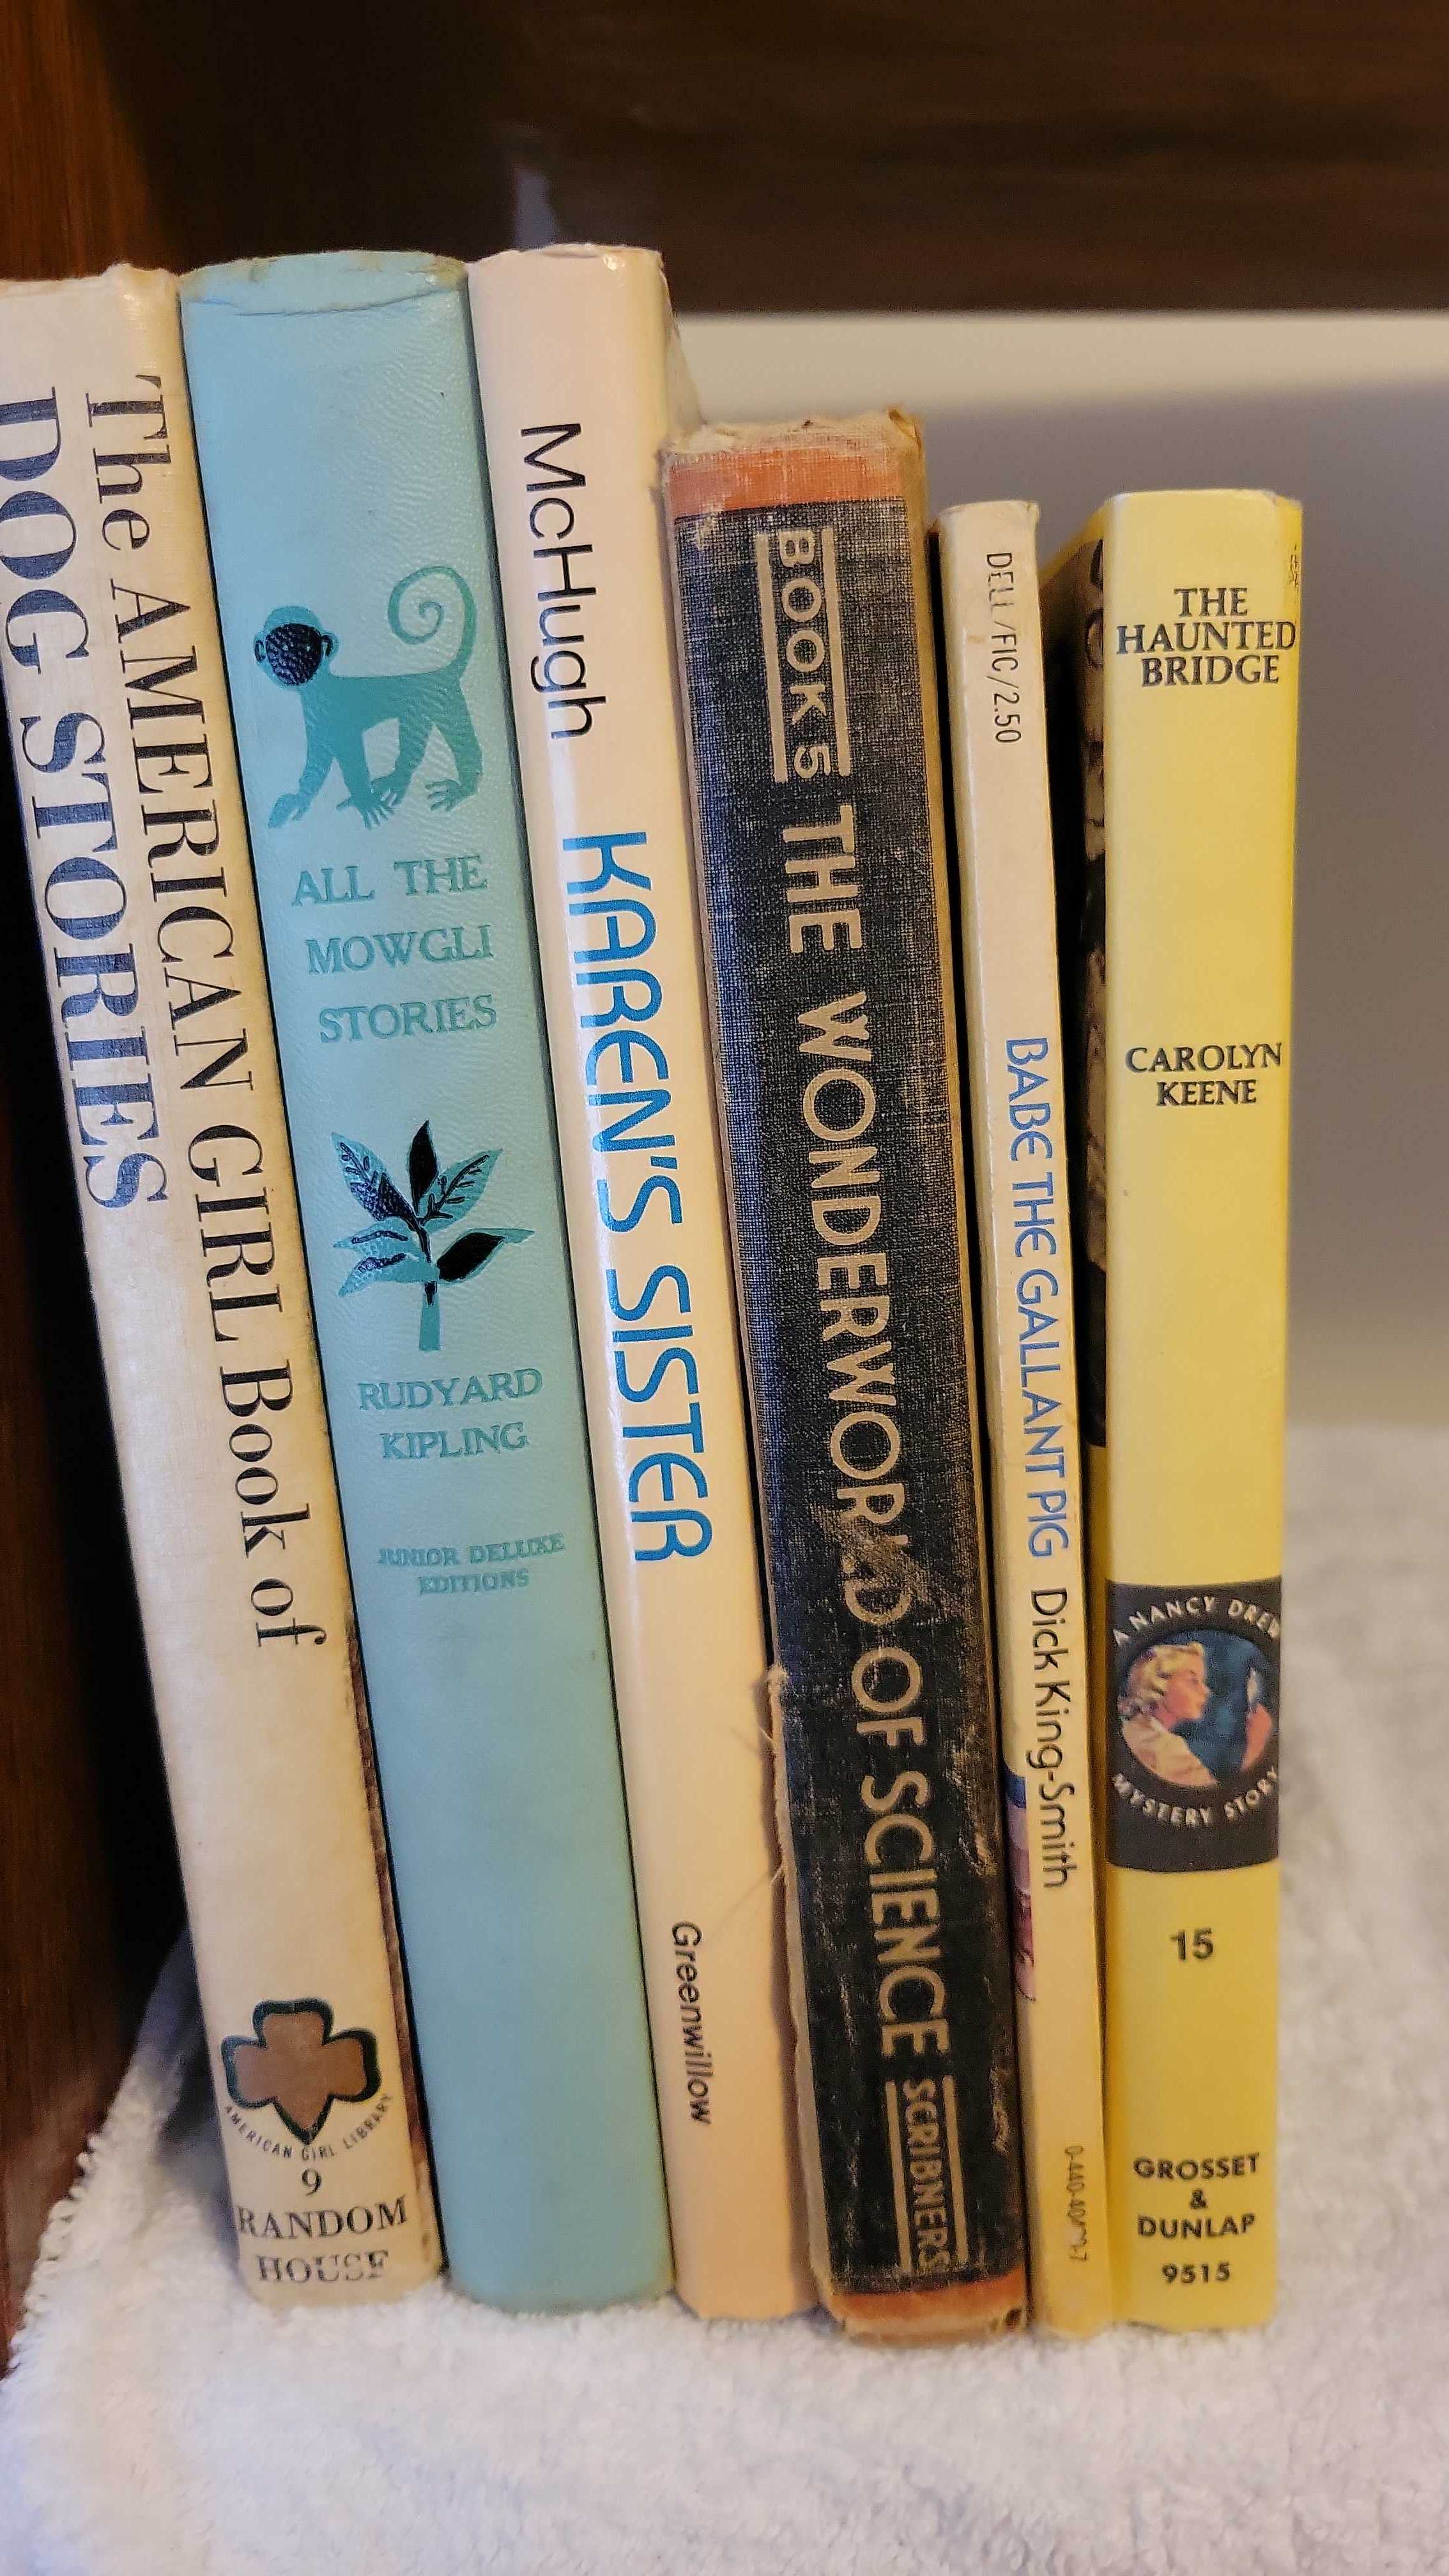 The AMERICAN GIRL Book of
DOG STORIES
AMERICAN GIRL LIBRARY
9
RANDOM
HOUSE
ALL THE
MOWGLI
STORIES
RUDYARD
KIPLING
JUNIOR DELUXE
EDITIONS
McHugh KAREN'S SISTER Greenwillow
BOOK 5 THE WONDERWORLD OF SCIENCE SCRIBNERS
DELL/FIC/2.50 BABE THE GALLANT PIG Dick King-Smith
THE
HAUNTED
BRIDGE
CAROLYN
KEENE
A NANCY DREW
MYSTERY STORY
15
GROSSET
&
DUNLAP
9515